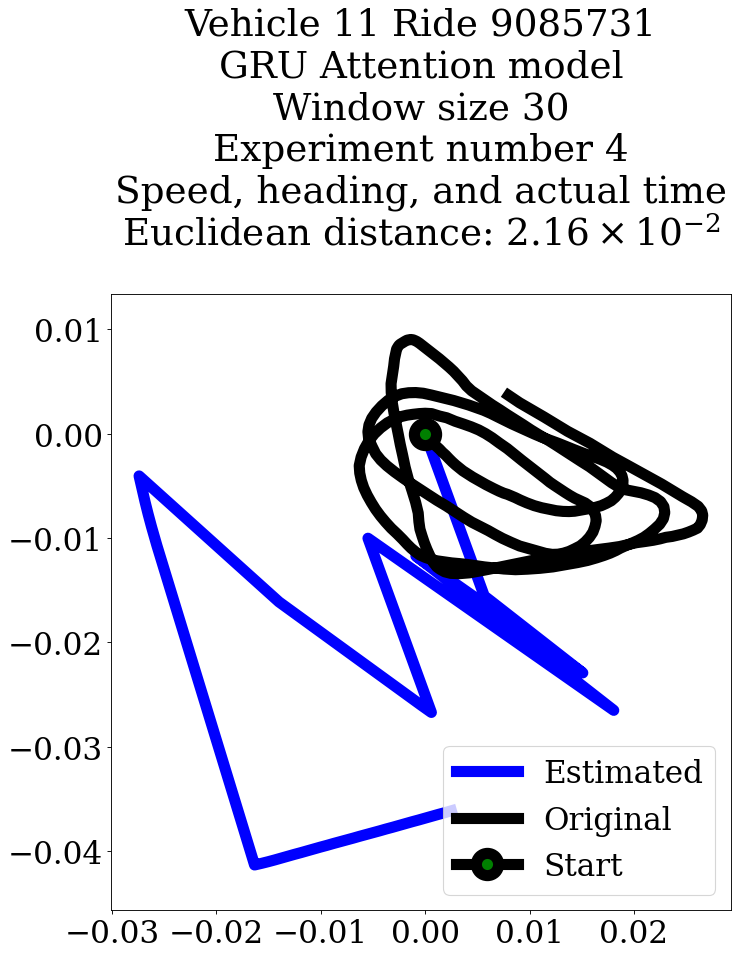 Vehicle 11 Ride 9085731
GRU Attention model
Window size 30
Experiment number 4
Speed, heading, and actual time
Euclidean distance: 2.16 × 10⁻²
0.01
0.00
−0.01
−0.02
−0.03
−0.04
Estimated
Original
Start
−0.03 −0.02 −0.01 0.00 0.01 0.02